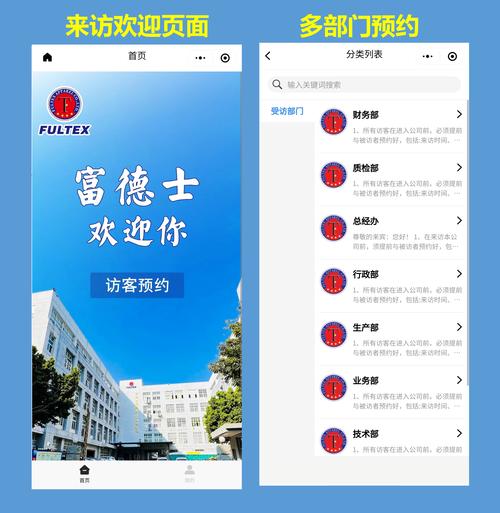 来访欢迎页面
首页
FULTEX
富德士
欢迎你
访客预约
FULTEX
首页
我的
多部门预约
分类列表
输入关键词搜索
受访部门
财务部
1、所有访客在进入公司前，必须提前
与被访者预约好，包括:来访时间、…
质检部
1、所有访客在进入公司前，必须提前
与被访者预约好，包括:来访时间、…
总经办
尊敬的来宾：您好！ 1、在来访本公
司前，须提前与被访者预约好，包…
行政部
1、所有访客在进入公司前，必须提前
与被访者预约好，包括:来访时间、…
生产部
1、所有访客在进入公司前，必须提前
与被访者预约好，包括:来访时间、…
业务部
1、所有访客在进入公司前，必须提前
与被访者预约好，包括:来访时间、…
技术部
1、所有访客在进入公司前，必须提前
与被访者预约好，包括:来访时间、…